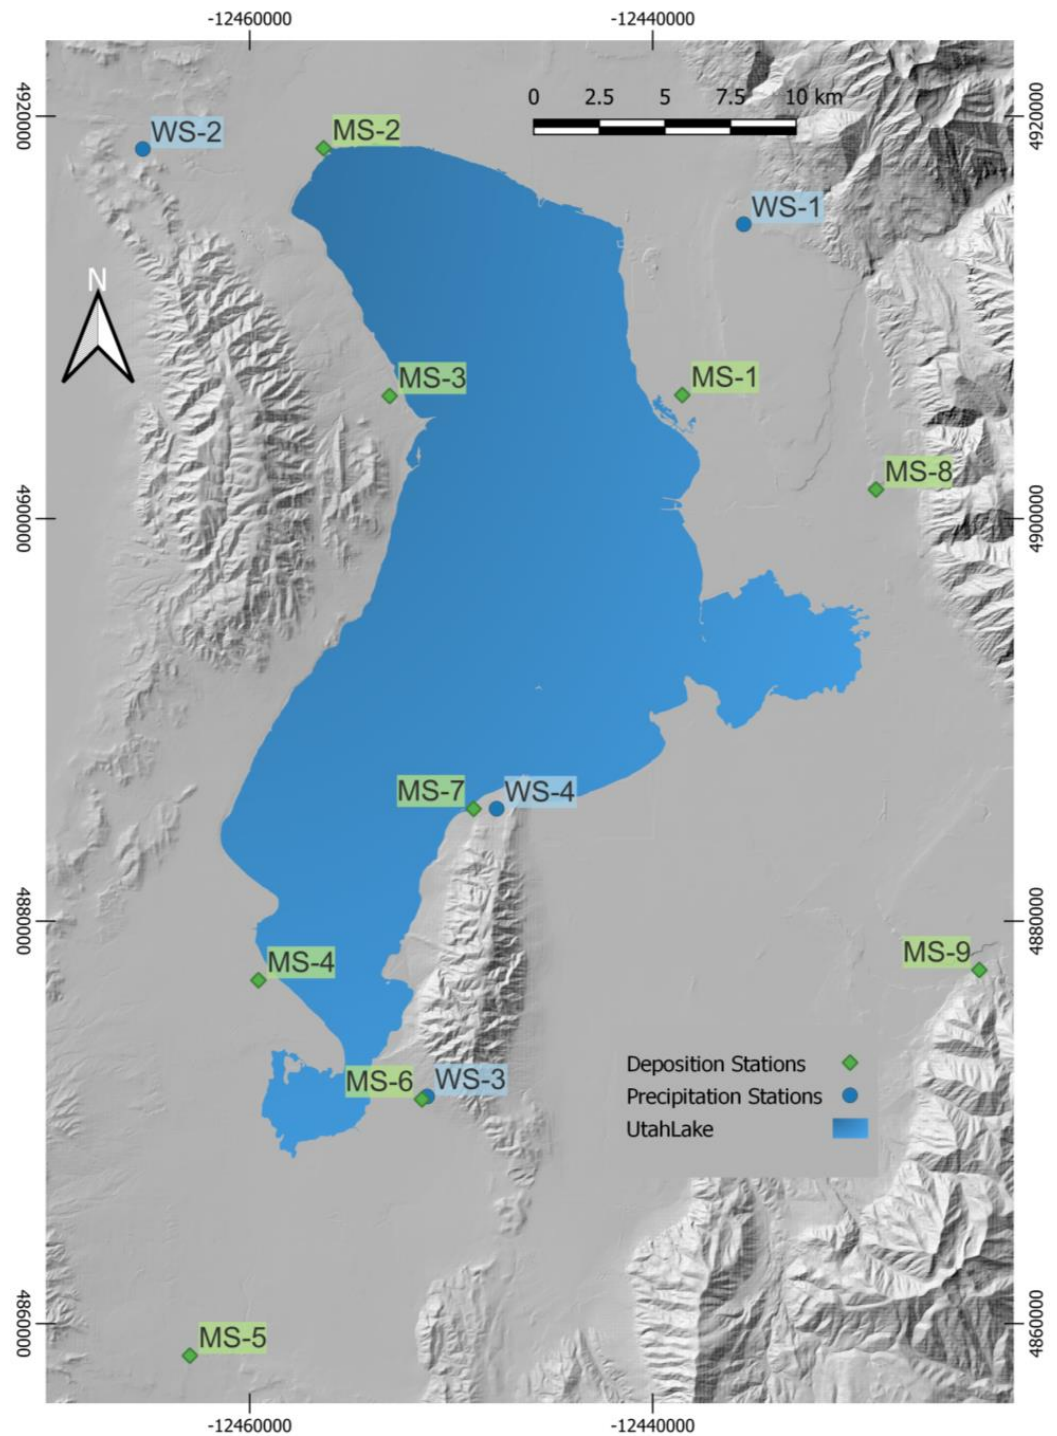 -12460000 -12440000
4920000 4920000
0 2.5 5 7.5 10 km
WS-2
MS-2
WS-1
N
MS-3
MS-1
MS-8
4900000 4900000
MS-7
WS-4
4880000 4880000
MS-4
MS-9
Deposition Stations
MS-6
WS-3
Precipitation Stations
UtahLake
4860000 4860000
MS-5
-12460000 -12440000